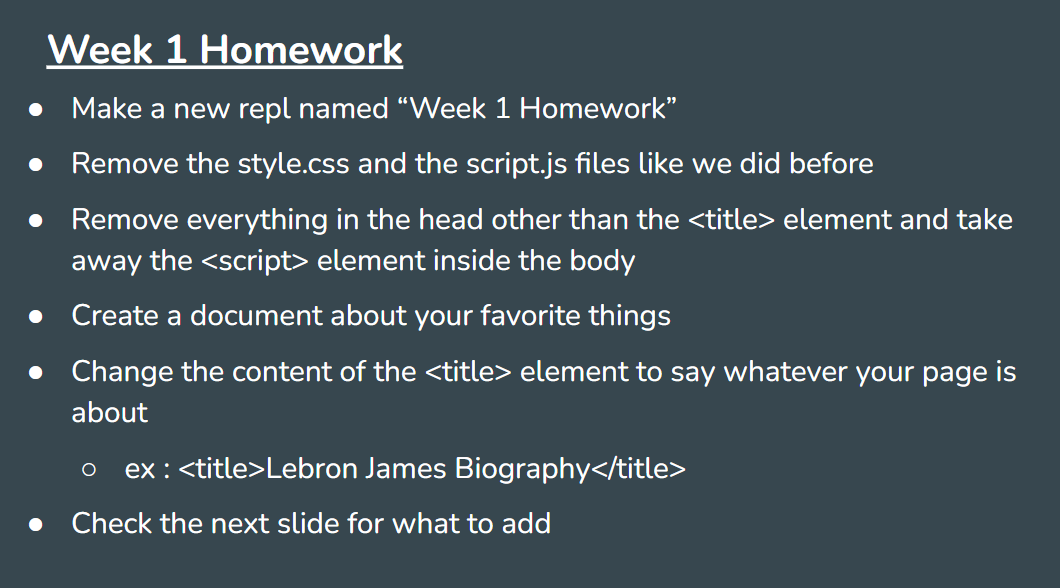 Week 1 Homework
● Make a new repl named “Week 1 Homework”
● Remove the style.css and the script.js files like we did before
● Remove everything in the head other than the <title> element and take
away the <script> element inside the body
● Create a document about your favorite things
● Change the content of the <title> element to say whatever your page is
about
○ ex : <title>Lebron James Biography</title>
● Check the next slide for what to add